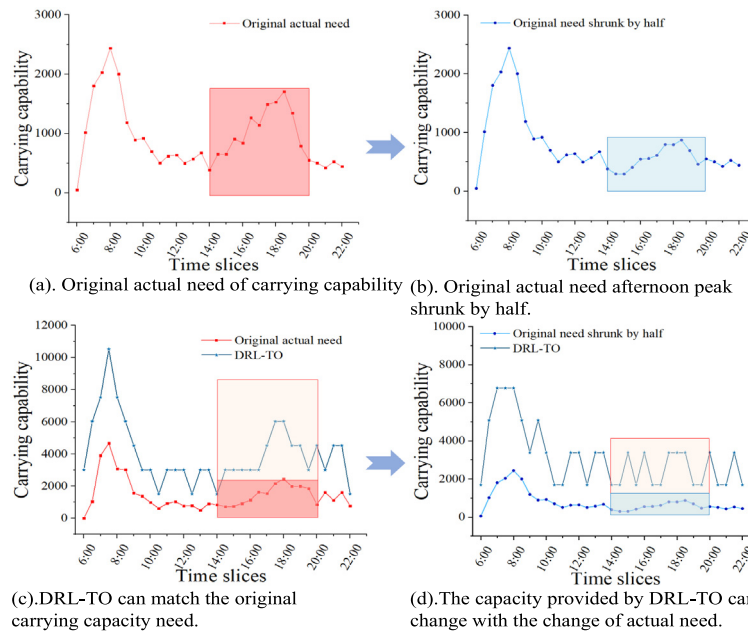 3000
2000
1000
0
Carrying capability
Original actual need
6:00
8:00
10:00
12:00
14:00
16:00
18:00
20:00
22:00
Time slices
(a). Original actual need of carrying capability
3000
2000
1000
0
Carrying capability
Original need shrunk by half
6:00
8:00
10:00
12:00
14:00
16:00
18:00
20:00
22:00
Time slices
(b). Original actual need afternoon peak
shrunk by half.
12000
10000
8000
6000
4000
2000
0
Carrying capability
Original actual need
DRL-TO
6:00
8:00
10:00
12:00
14:00
16:00
18:00
20:00
22:00
Time slices
(c).DRL-TO can match the original
carrying capacity need.
10000
8000
6000
4000
2000
0
Carrying capability
Original need shrunk by half
DRL-TO
6:00
8:00
10:00
12:00
14:00
16:00
18:00
20:00
22:00
Time slices
(d).The capacity provided by DRL-TO can
change with the change of actual need.